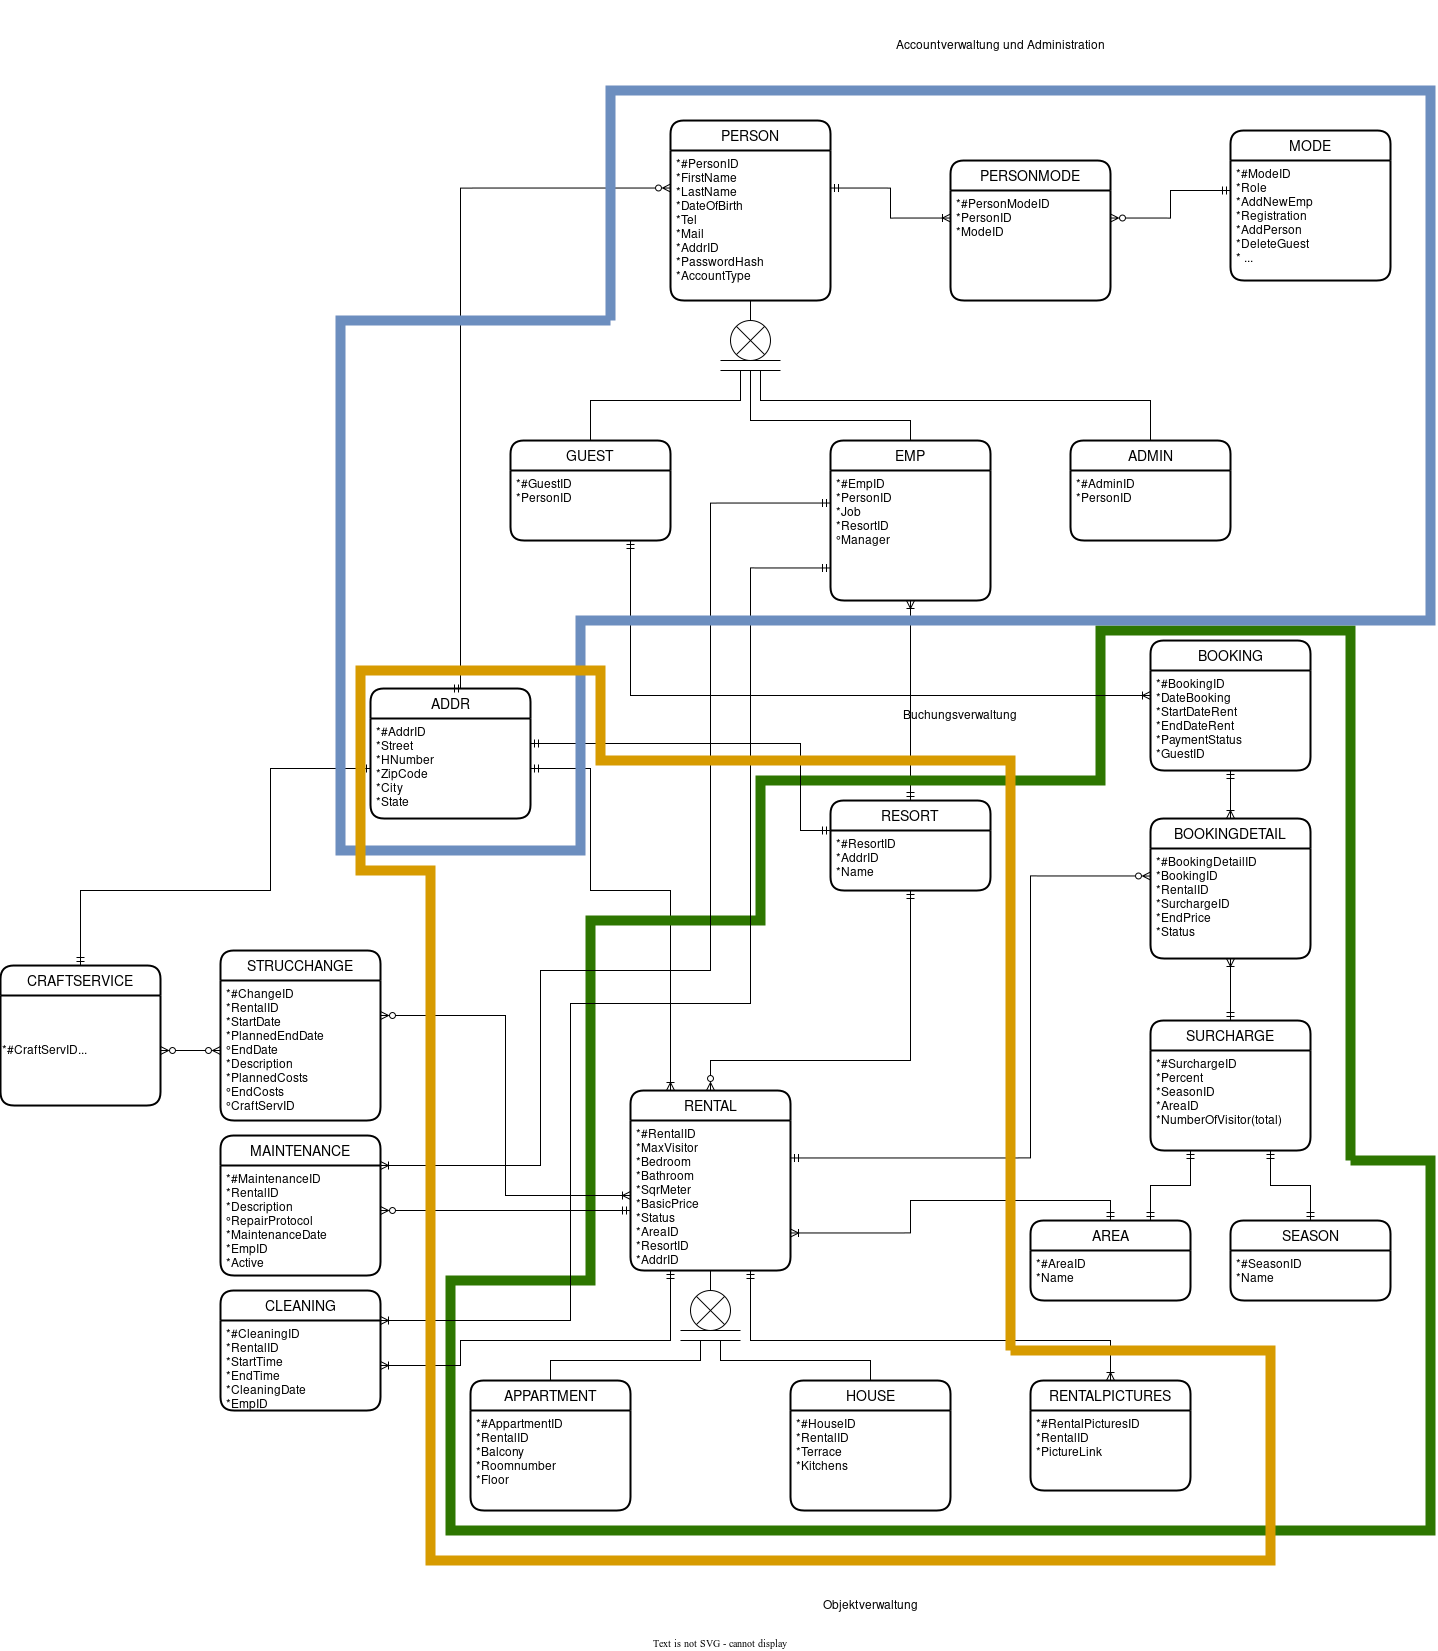 Accountverwaltung und Administration
PERSON
*#PersonID
*FirstName
*LastName
*DateOfBirth
*Tel
*Mail
*AddrID
*PasswordHash
*AccountType
PERSONMODE
*#PersonModeID
*PersonID
*ModeID
MODE
*#ModeID
*Role
*AddNewEmp
*Registration
*AddPerson
*DeleteGuest
* ...
GUEST
*#GuestID
*PersonID
EMP
*#EmpID
*PersonID
*Job
*ResortID
°Manager
ADMIN
*#AdminID
*PersonID
BOOKING
*#BookingID
*DateBooking
*StartDateRent
*EndDateRent
*PaymentStatus
*GuestID
Buchungsverwaltung
ADDR
*#AddrID
*Street
*HNumber
*ZipCode
*City
*State
RESORT
*#ResortID
*AddrID
*Name
BOOKINGDETAIL
*#BookingDetailID
*BookingID
*RentalID
*SurchargeID
*EndPrice
*Status
CRAFTSERVICE
*#CraftServID...
STRUCCHANGE
*#ChangeID
*RentalID
*StartDate
*PlannedEndDate
°EndDate
*Description
*PlannedCosts
°EndCosts
°CraftServID
SURCHARGE
*#SurchargeID
*Percent
*SeasonID
*AreaID
*NumberOfVisitor(total)
MAINTENANCE
*#MaintenanceID
*RentalID
*Description
°RepairProtocol
*MaintenanceDate
*EmpID
*Active
RENTAL
*#RentalID
*MaxVisitor
*Bedroom
*Bathroom
*SqrMeter
*BasicPrice
*Status
*AreaID
*ResortID
*AddrID
AREA
*#AreaID
*Name
SEASON
*#SeasonID
*Name
CLEANING
*#CleaningID
*RentalID
*StartTime
*EndTime
*CleaningDate
*EmpID
APPARTMENT
*#AppartmentID
*RentalID
*Balcony
*Roomnumber
*Floor
HOUSE
*#HouseID
*RentalID
*Terrace
*Kitchens
RENTALPICTURES
*#RentalPicturesID
*RentalID
*PictureLink
Objektverwaltung
Text is not SVG - cannot display